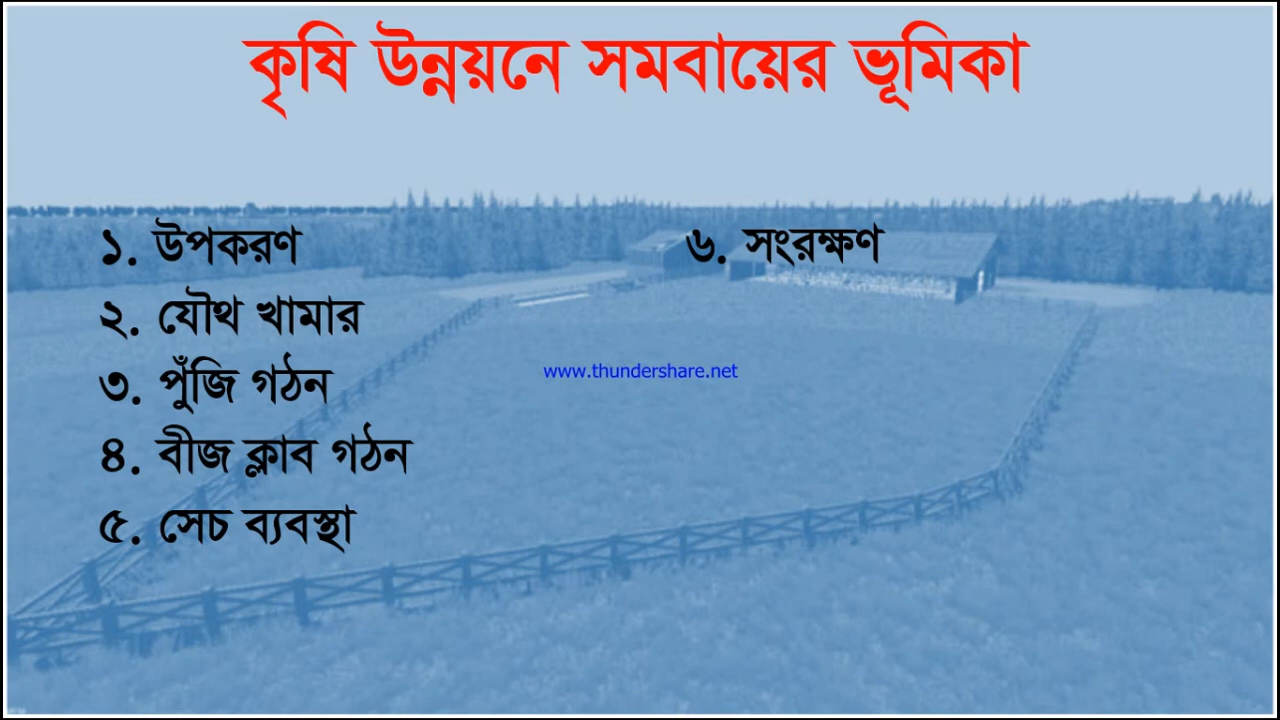 কৃষি উন্নয়নে সমবায়ের ভূমিকা
১. উপকরণ
২. যৌথ খামার
৩. পুঁজি গঠন
৪. বীজ ক্লাব গঠন
৫. সেচ ব্যবস্থা
৬. সংরক্ষণ
www.thundershare.net